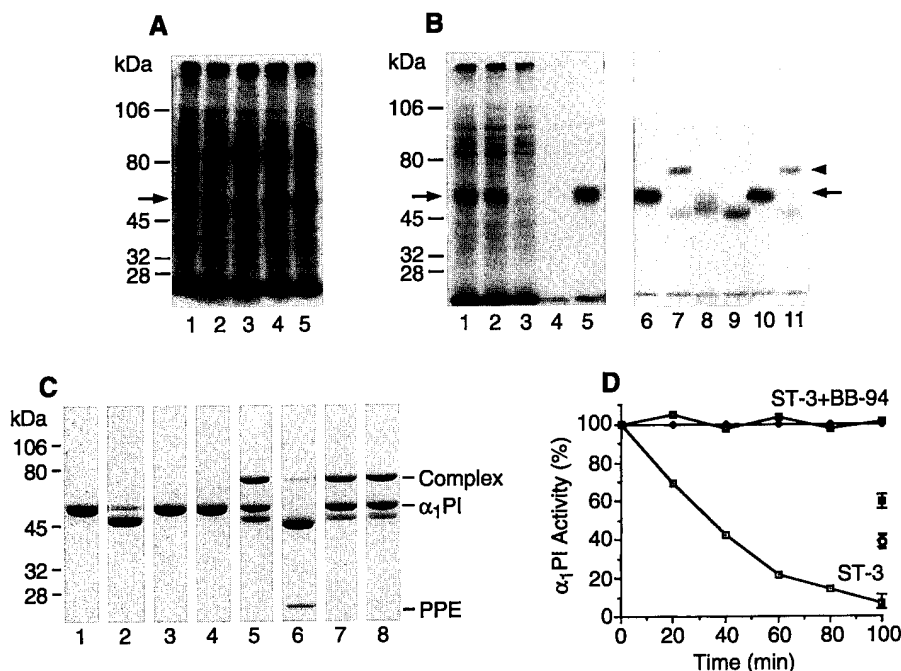 A
kDa
106
80
45
32
28
1 2 3 4 5
B
kDa
106
80
45
32
28
1 2 3 4 5
6 7 8 9 10 11
C
kDa
106
80
45
32
28
Complex
α₁PI
PPE
1 2 3 4 5 6 7 8
D
ST-3+BB-94
100
80
60
40
20
0
α₁PI Activity (%)
ST-3
0 20 40 60 80 100
Time (min)